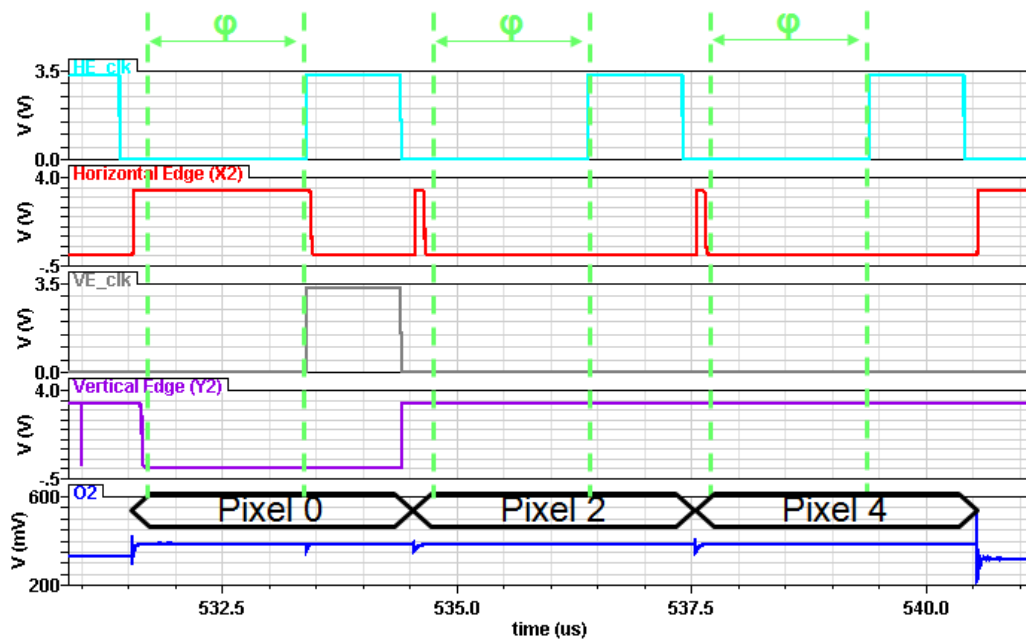 φ φ φ
HE_clk
3.5
V (V)
0.0
Horizontal Edge (X2)
4.0
V (V)
-.5
VE_clk
3.5
V (V)
0.0
Vertical Edge (Y2)
4.0
V (V)
-.5
O2
600
V (mV)
200
Pixel 0 Pixel 2 Pixel 4
532.5 535.0 537.5 540.0
time (us)